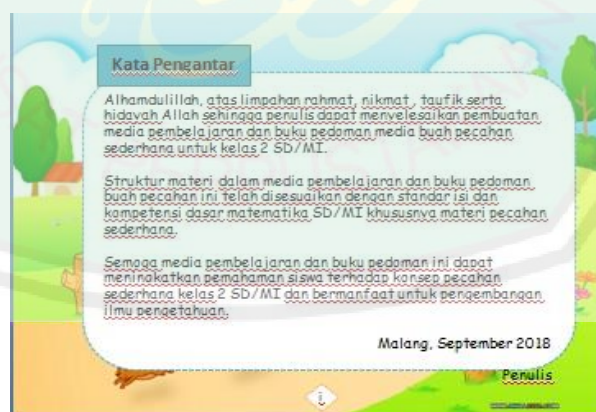 Kata Pengantar
Alhamdulillah, atas limpahan rahmat, nikmat, taufik serta
hidayah Allah sehingga penulis dapat menyelesaikan pembuatan
media pembelajaran dan buku pedoman media buah pecahan
sederhana untuk kelas 2 SD/MI.
Struktur materi dalam media pembelajaran dan buku pedoman
buah pecahan ini telah disesuaikan dengan standar isi dan
kompetensi dasar matematika SD/MI khususnya materi pecahan
sederhana.
Semoga media pembelajaran dan buku pedoman ini dapat
meningkatkan pemahaman siswa terhadap konsep pecahan
sederhana kelas 2 SD/MI dan bermanfaat untuk pengembangan
ilmu pengetahuan.
Malang, September 2018
Penulis
i